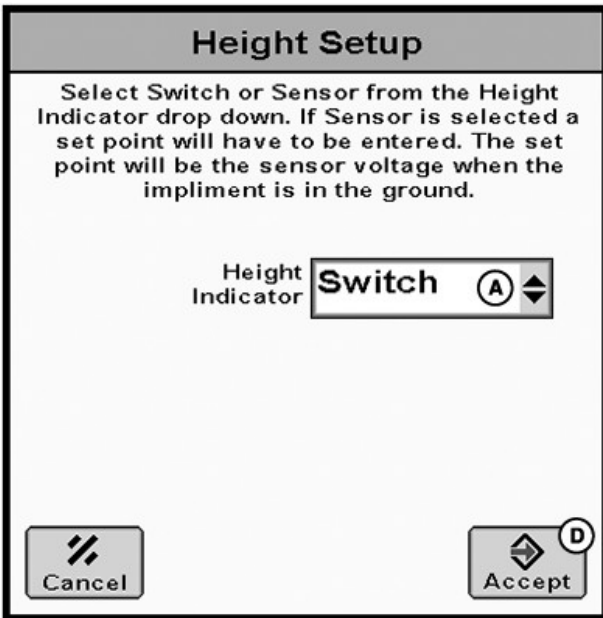 Height Setup
Select Switch or Sensor from the Height
Indicator drop down. If Sensor is selected a
set point will have to be entered. The set
point will be the sensor voltage when the
impliment is in the ground.
Height
Indicator
Switch
A
D
Cancel
Accept